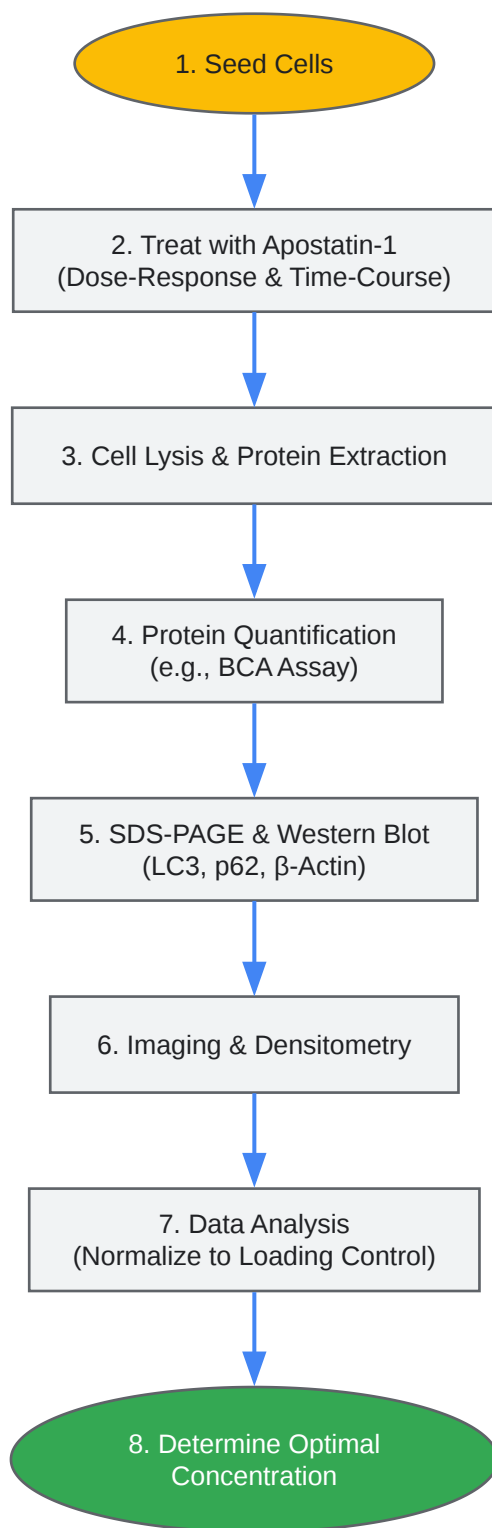 1. Seed Cells
2. Treat with Apostatin-1
(Dose-Response & Time-Course)
3. Cell Lysis & Protein Extraction
4. Protein Quantification
(e.g., BCA Assay)
5. SDS-PAGE & Western Blot
(LC3, p62, β-Actin)
6. Imaging & Densitometry
7. Data Analysis
(Normalize to Loading Control)
8. Determine Optimal
Concentration